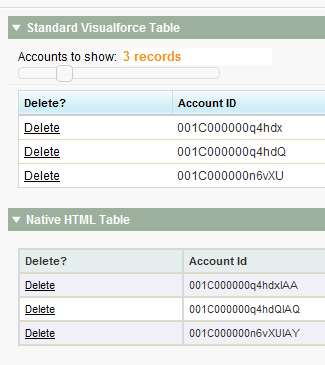 Standard Visualforce Table
Accounts to show: 3 records
Delete? Account ID
Delete 001C000000q4hdx
Delete 001C000000q4hdQ
Delete 001C000000n6vXU
Native HTML Table
Delete? Account Id
Delete 001C000000q4hdxIAA
Delete 001C000000q4hdQIAQ
Delete 001C000000n6vXUIAY